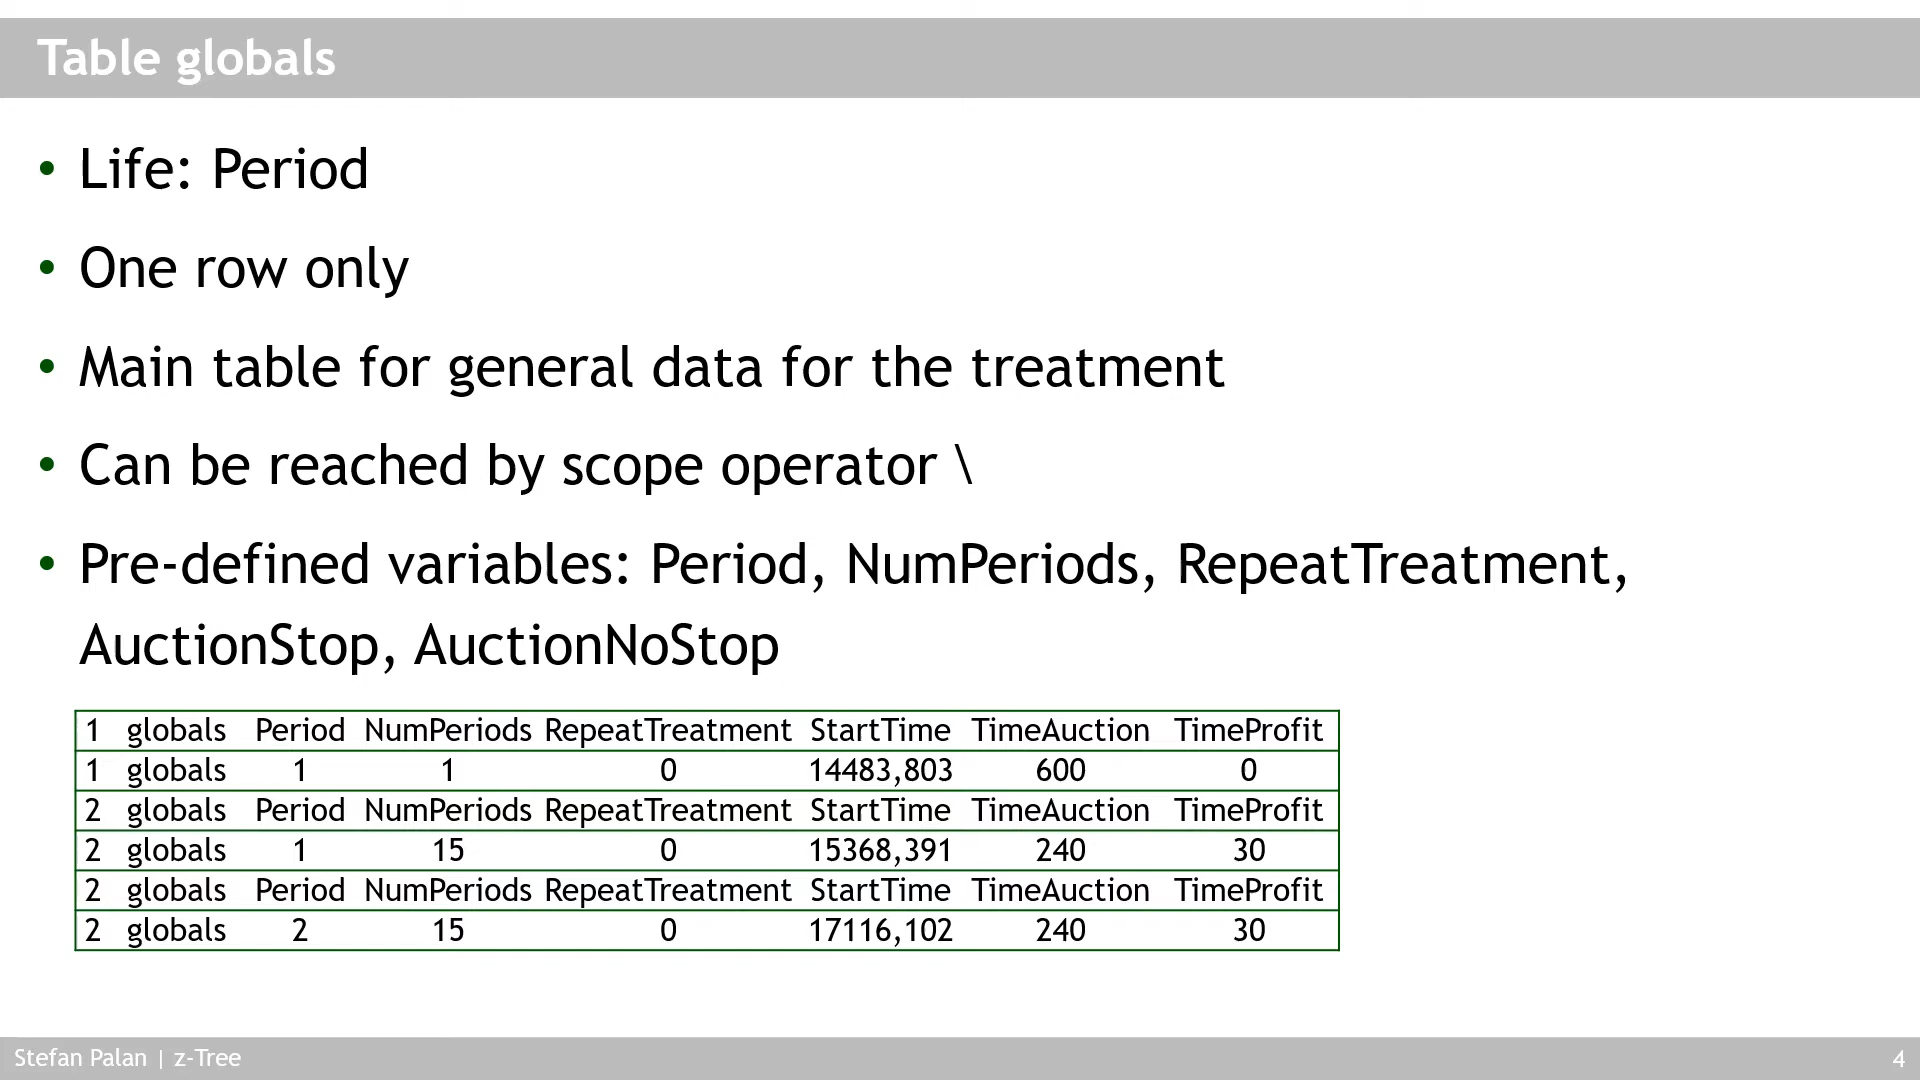 Table globals
• Life: Period
• One row only
• Main table for general data for the treatment
• Can be reached by scope operator \
• Pre-defined variables: Period, NumPeriods, RepeatTreatment,
AuctionStop, AuctionNoStop
1 globals Period NumPeriods RepeatTreatment StartTime TimeAuction TimeProfit
1 globals 1 1 0 14483,803 600 0
2 globals Period NumPeriods RepeatTreatment StartTime TimeAuction TimeProfit
2 globals 1 15 0 15368,391 240 30
2 globals Period NumPeriods RepeatTreatment StartTime TimeAuction TimeProfit
2 globals 2 15 0 17116,102 240 30
Stefan Palan | z-Tree 4